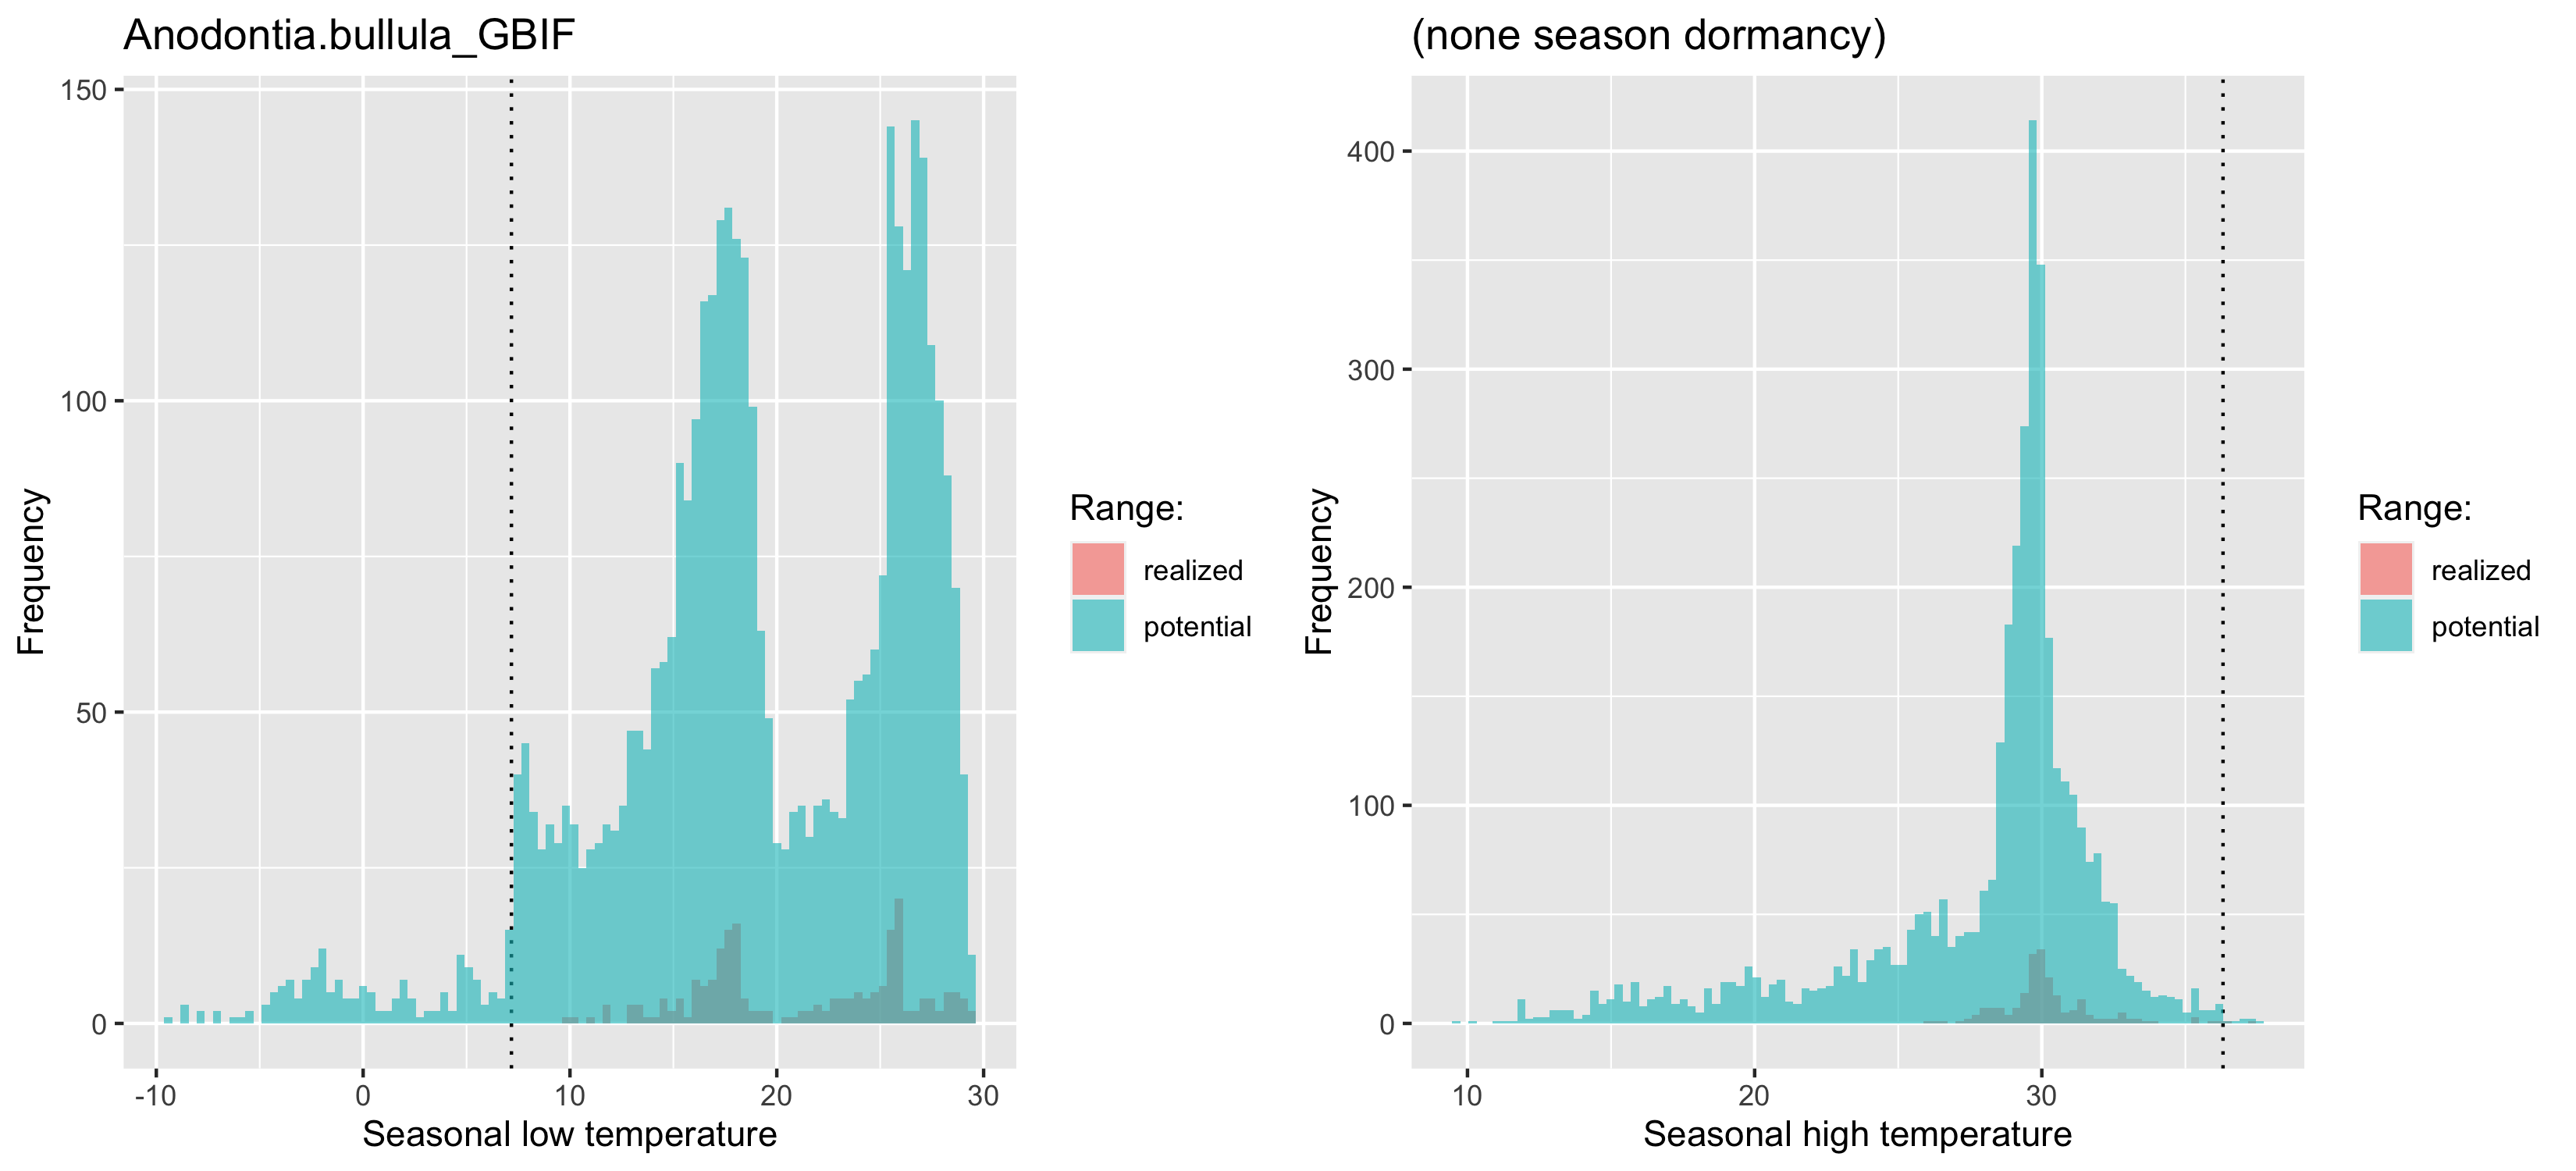 Anodontia.bullula_GBIF
150
100
50
0
Frequency
-10 0 10 20 30
Seasonal low temperature
Range:
realized
potential
(none season dormancy)
400
300
200
100
0
Frequency
10 20 30
Seasonal high temperature
Range:
realized
potential